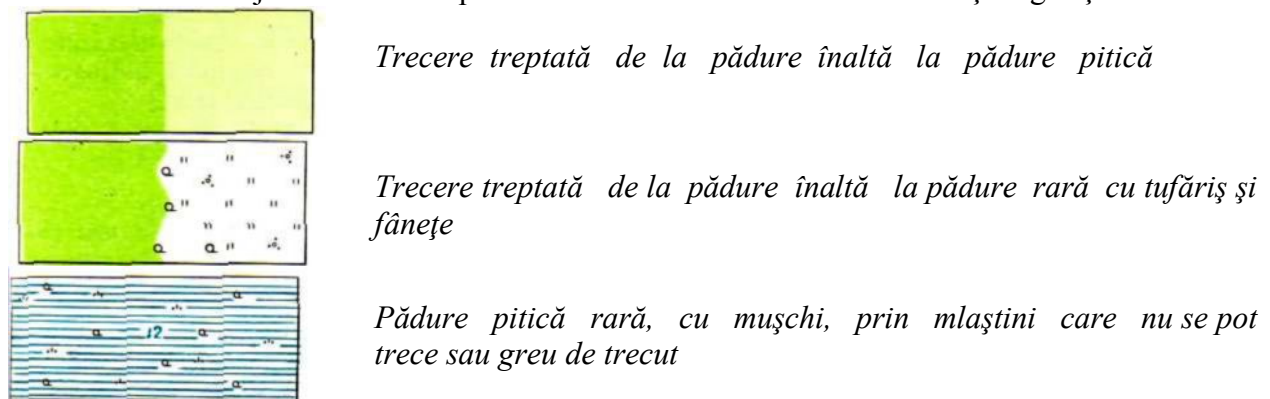 Trecere treptată de la pădure înaltă la pădure pitică
Trecere treptată de la pădure înaltă la pădure rară cu tufăriş şi
fâneţe
Pădure pitică rară, cu muşchi, prin mlaştini care nu se pot
trece sau greu de trecut
12